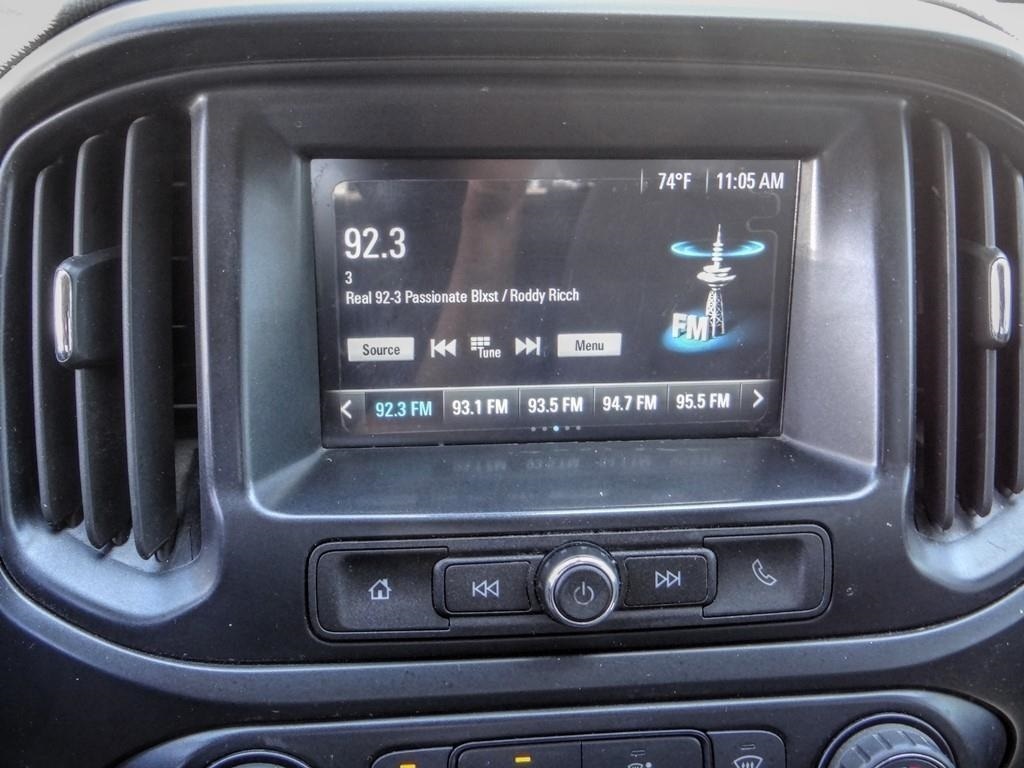 74°F 11:05 AM
92.3
3
Real 92-3 Passionate Blxst / Roddy Ricch
FM
Source Tune Menu
92.3 FM 93.1 FM 93.5 FM 94.7 FM 95.5 FM